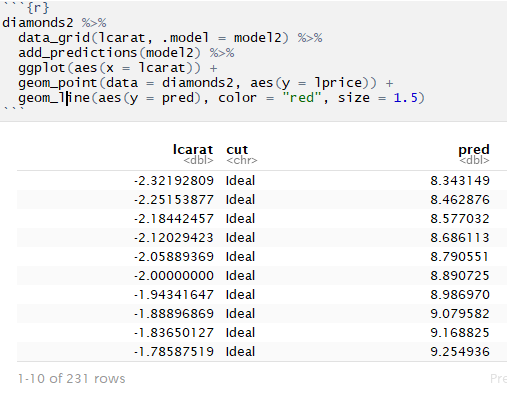 ```{r}
diamonds2 %>%
  data_grid(lcarat, .model = model2) %>%
  add_predictions(model2) %>%
  ggplot(aes(x = lcarat)) +
  geom_point(data = diamonds2, aes(y = lprice)) +
  geom_line(aes(y = pred), color = "red", size = 1.5)
```
lcarat cut pred
<dbl> <chr> <dbl>
-2.32192809 Ideal 8.343149
-2.25153877 Ideal 8.462876
-2.18442457 Ideal 8.577032
-2.12029423 Ideal 8.686113
-2.05889369 Ideal 8.790551
-2.00000000 Ideal 8.890725
-1.94341647 Ideal 8.986970
-1.88896869 Ideal 9.079582
-1.83650127 Ideal 9.168825
-1.78587519 Ideal 9.254936
1-10 of 231 rows Pre